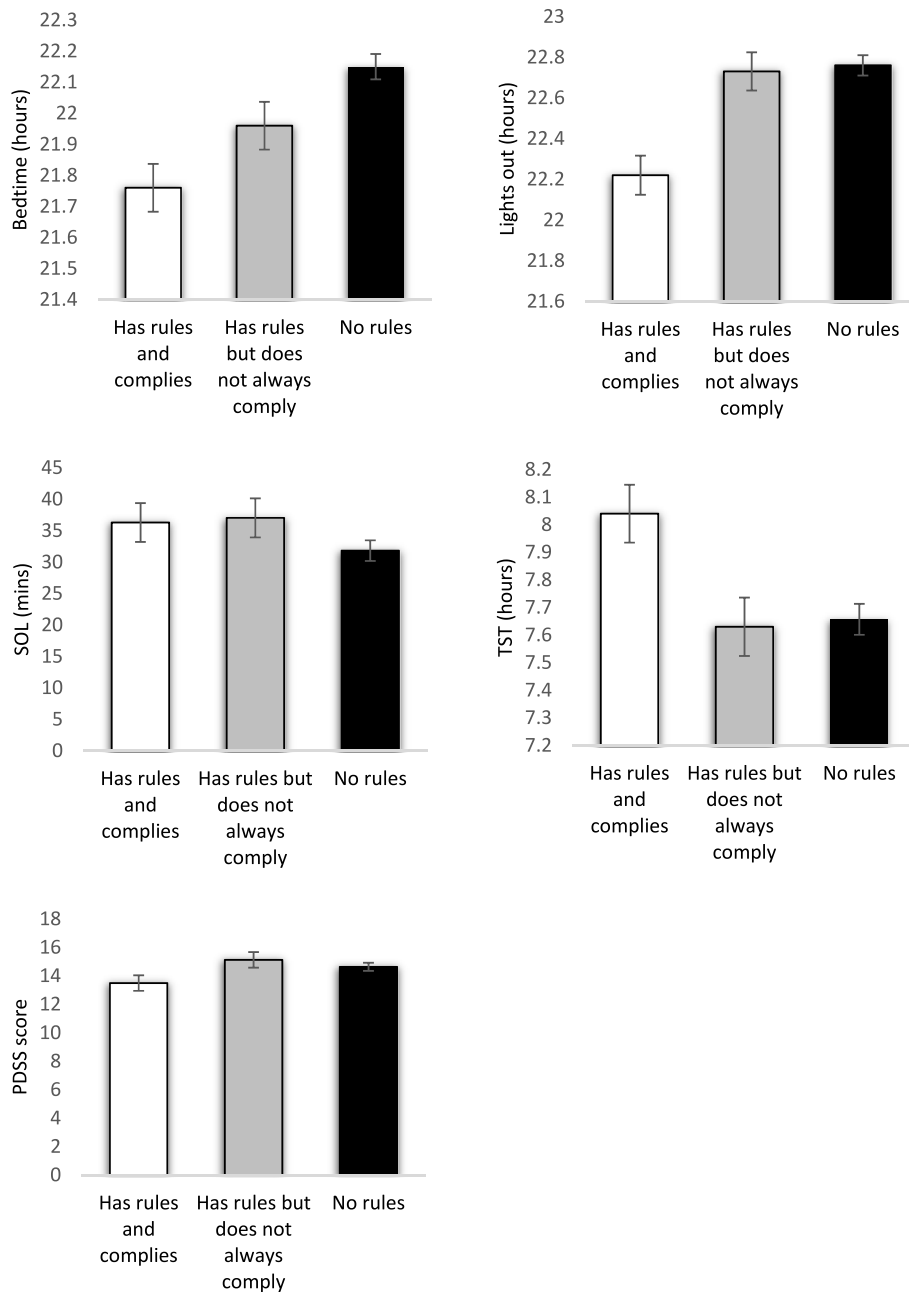 Bedtime (hours)
22.3
22.2
22.1
22
21.9
21.8
21.7
21.6
21.5
21.4
Has rules
and
complies
Has rules
but does
not always
comply
No rules
Lights out (hours)
23
22.8
22.6
22.4
22.2
22
21.8
21.6
Has rules
and
complies
Has rules
but does
not always
comply
No rules
SOL (mins)
45
40
35
30
25
20
15
10
5
0
Has rules
and
complies
Has rules but
does not
always
comply
No rules
TST (hours)
8.2
8.1
8
7.9
7.8
7.7
7.6
7.5
7.4
7.3
7.2
Has rules
and
complies
Has rules but
does not
always
comply
No rules
PDSS score
18
16
14
12
10
8
6
4
2
0
Has rules
and
complies
Has rules but
does not
always
comply
No rules